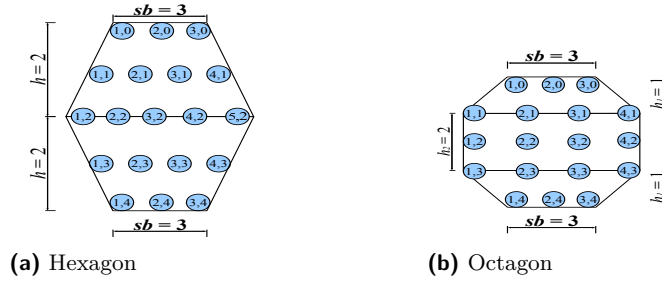 sb = 3
1,0 2,0 3,0
h = 2
1,1 2,1 3,1 4,1
1,2 2,2 3,2 4,2 5,2
h = 2
1,3 2,3 3,3 4,3
1,4 2,4 3,4
sb = 3
(a) Hexagon
sb = 3
1,0 2,0 3,0
h₁ = 1
1,1 2,1 3,1 4,1
h₂ = 2
1,2 2,2 3,2 4,2
1,3 2,3 3,3 4,3
h₁ = 1
1,4 2,4 3,4
sb = 3
(b) Octagon